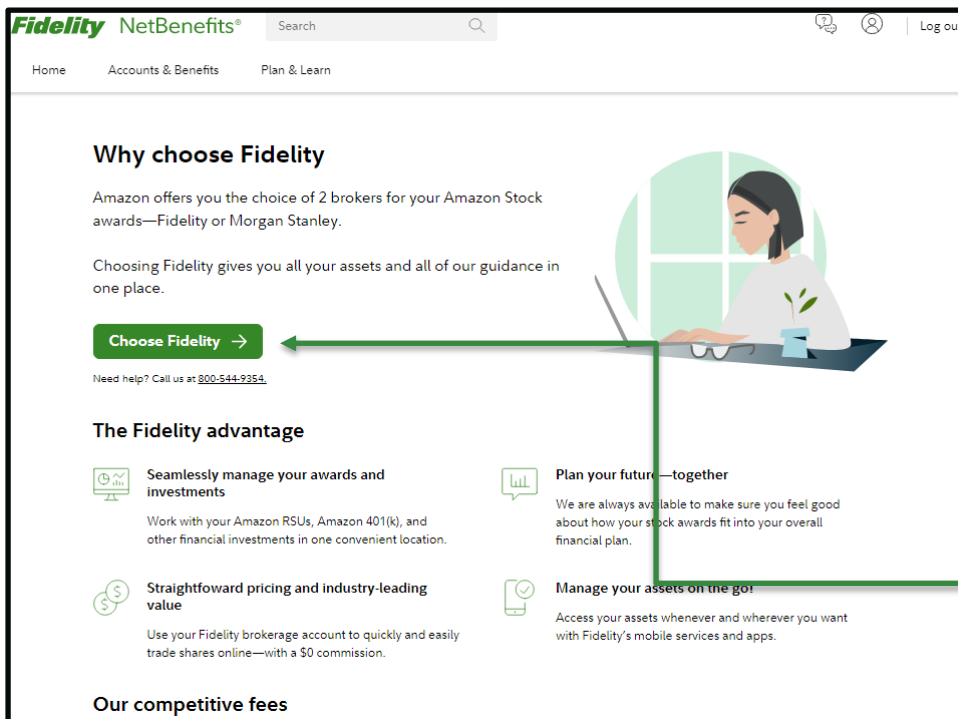 Fidelity NetBenefits®
Search
Log ou
Home Accounts & Benefits Plan & Learn
Why choose Fidelity
Amazon offers you the choice of 2 brokers for your Amazon Stock
awards—Fidelity or Morgan Stanley.
Choosing Fidelity gives you all your assets and all of our guidance in
one place.
Choose Fidelity →
Need help? Call us at 800-544-9354.
The Fidelity advantage
Seamlessly manage your awards and
investments
Work with your Amazon RSUs, Amazon 401(k), and
other financial investments in one convenient location.
Plan your future—together
We are always available to make sure you feel good
about how your stock awards fit into your overall
financial plan.
Straightfoward pricing and industry-leading
value
Use your Fidelity brokerage account to quickly and easily
trade shares online—with a $0 commission.
Manage your assets on the go!
Access your assets whenever and wherever you want
with Fidelity's mobile services and apps.
Our competitive fees